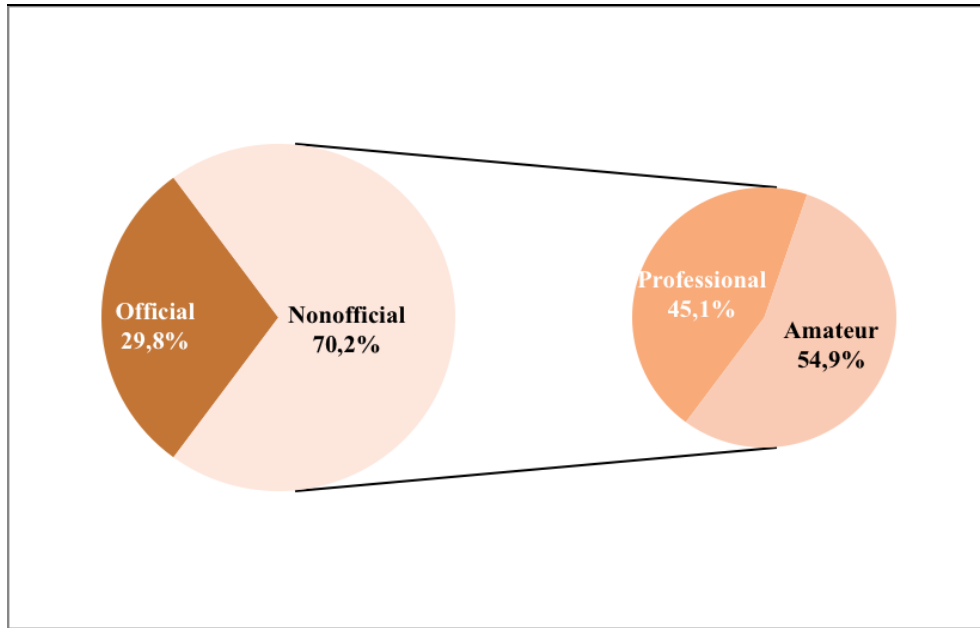 Official
29,8%
Nonofficial
70,2%
Professional
45,1%
Amateur
54,9%